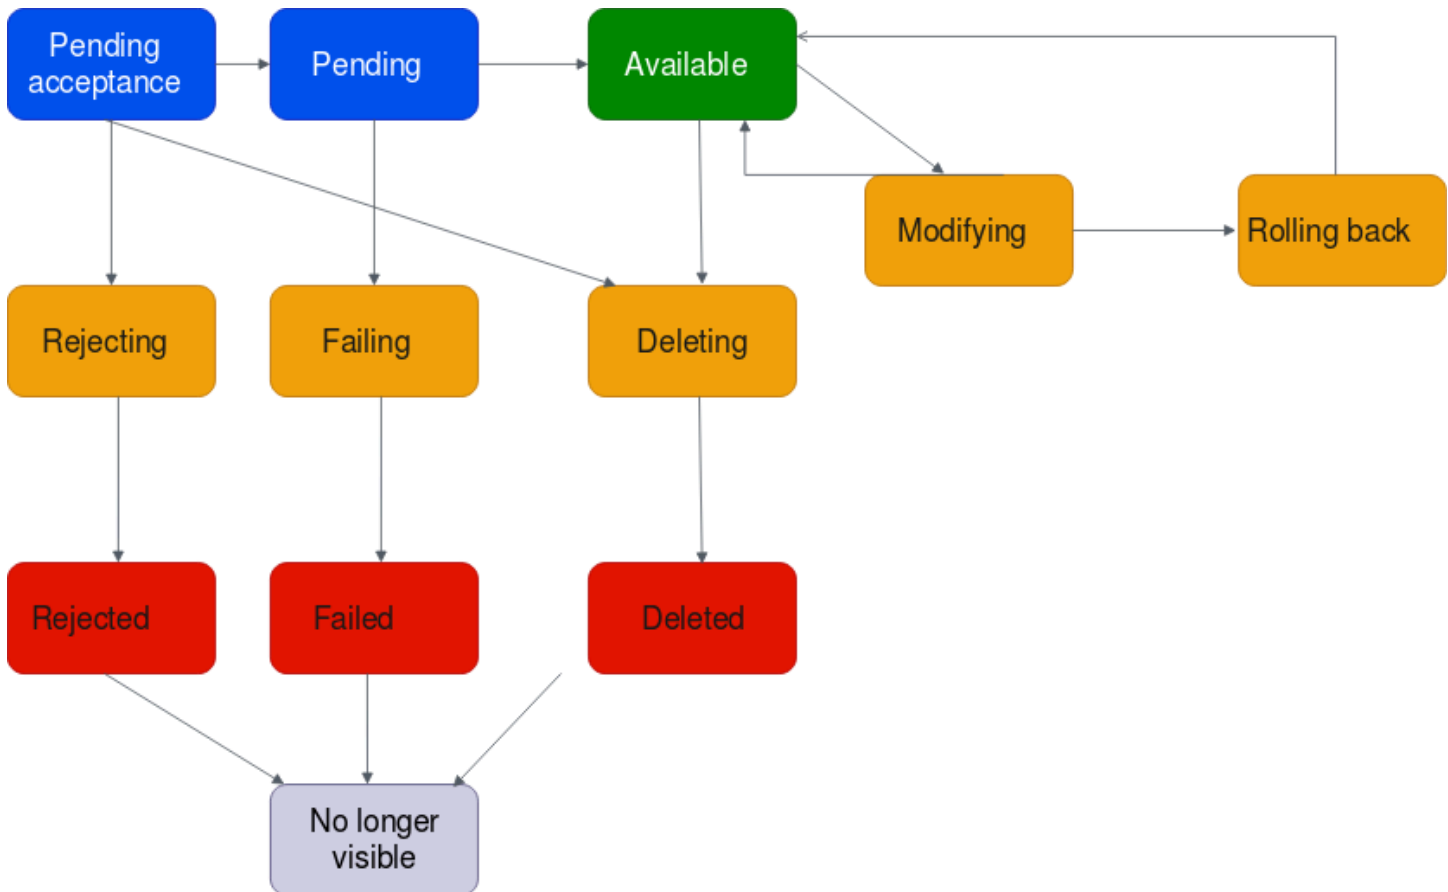 Pending
acceptance
Pending
Available
Modifying
Rolling back
Rejecting
Failing
Deleting
Rejected
Failed
Deleted
No longer
visible